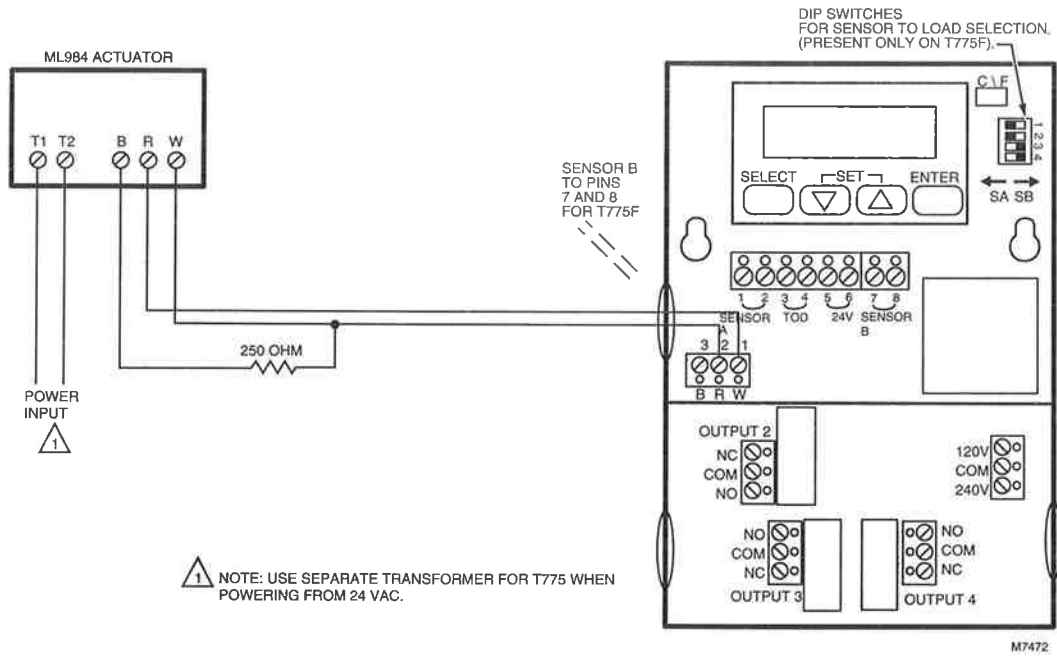 DIP SWITCHES
FOR SENSOR TO LOAD SELECTION.
(PRESENT ONLY ON T775F).
ML984 ACTUATOR
T1 T2 B R W
C \ F
1
2
3
4
SELECT SET ENTER
SA SB
SENSOR B
TO PINS
7 AND 8
FOR T775F
1 2 3 4 5 6 7 8
SENSOR A TOD 24V SENSOR B
250 OHM
3 2 1
B R W
POWER
INPUT
1
OUTPUT 2
NC
COM
NO
120V
COM
240V
NO
COM
NC
OUTPUT 3
NO
COM
NC
OUTPUT 4
1 NOTE: USE SEPARATE TRANSFORMER FOR T775 WHEN
POWERING FROM 24 VAC.
M7472